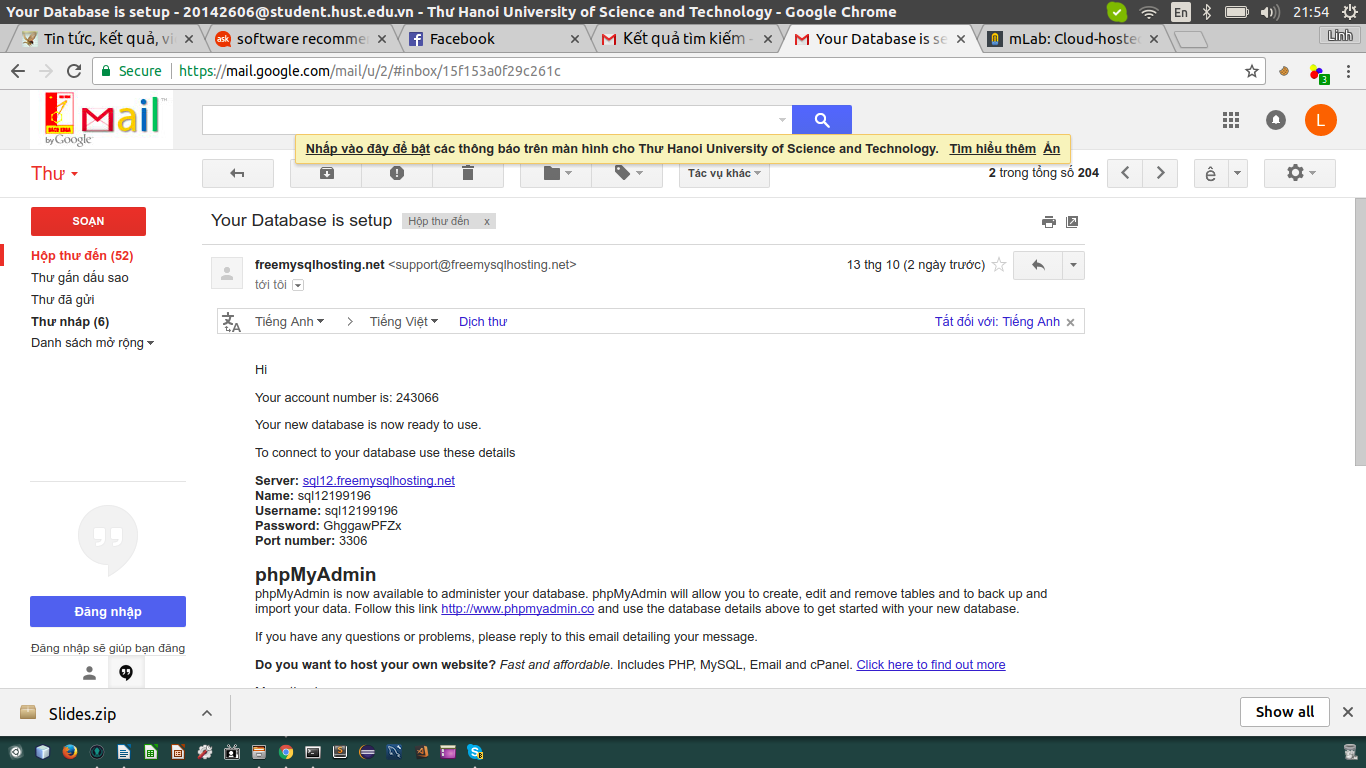 Your Database is setup - 20142606@student.hust.edu.vn - Thư Hanoi University of Science and Technology - Google Chrome
En
21:54
Tin tức, kết quả, vi
software recomme
Facebook
Kết quả tìm kiếm -
Your Database is se
mLab: Cloud-hoste
Linh
Secure
https://mail.google.com/mail/u/2/#inbox/15f153a0f29c261c
3
BÁCH KHOA
Mail
by Google
L
Nhấp vào đây để bật các thông báo trên màn hình cho Thư Hanoi University of Science and Technology. Tìm hiểu thêm Ẩn
Thư
Tác vụ khác
2 trong tổng số 204
ê
SOẠN
Your Database is setup
Hộp thư đến x
Hộp thư đến (52)
Thư gắn dấu sao
Thư đã gửi
Thư nháp (6)
Danh sách mở rộng
freemysqlhosting.net <support@freemysqlhosting.net>
13 thg 10 (2 ngày trước)
tới tôi
Tiếng Anh
Tiếng Việt
Dịch thư
Tắt đối với: Tiếng Anh
Hi
Your account number is: 243066
Your new database is now ready to use.
To connect to your database use these details
Server: sql12.freemysqlhosting.net
Name: sql12199196
Username: sql12199196
Password: GhggawPFZx
Port number: 3306
phpMyAdmin
phpMyAdmin is now available to administer your database. phpMyAdmin will allow you to create, edit and remove tables and to back up and
import your data. Follow this link http://www.phpmyadmin.co and use the database details above to get started with your new database.
If you have any questions or problems, please reply to this email detailing your message.
Do you want to host your own website? Fast and affordable. Includes PHP, MySQL, Email and cPanel. Click here to find out more
Đăng nhập
Đăng nhập sẽ giúp bạn đăng
Slides.zip
Show all